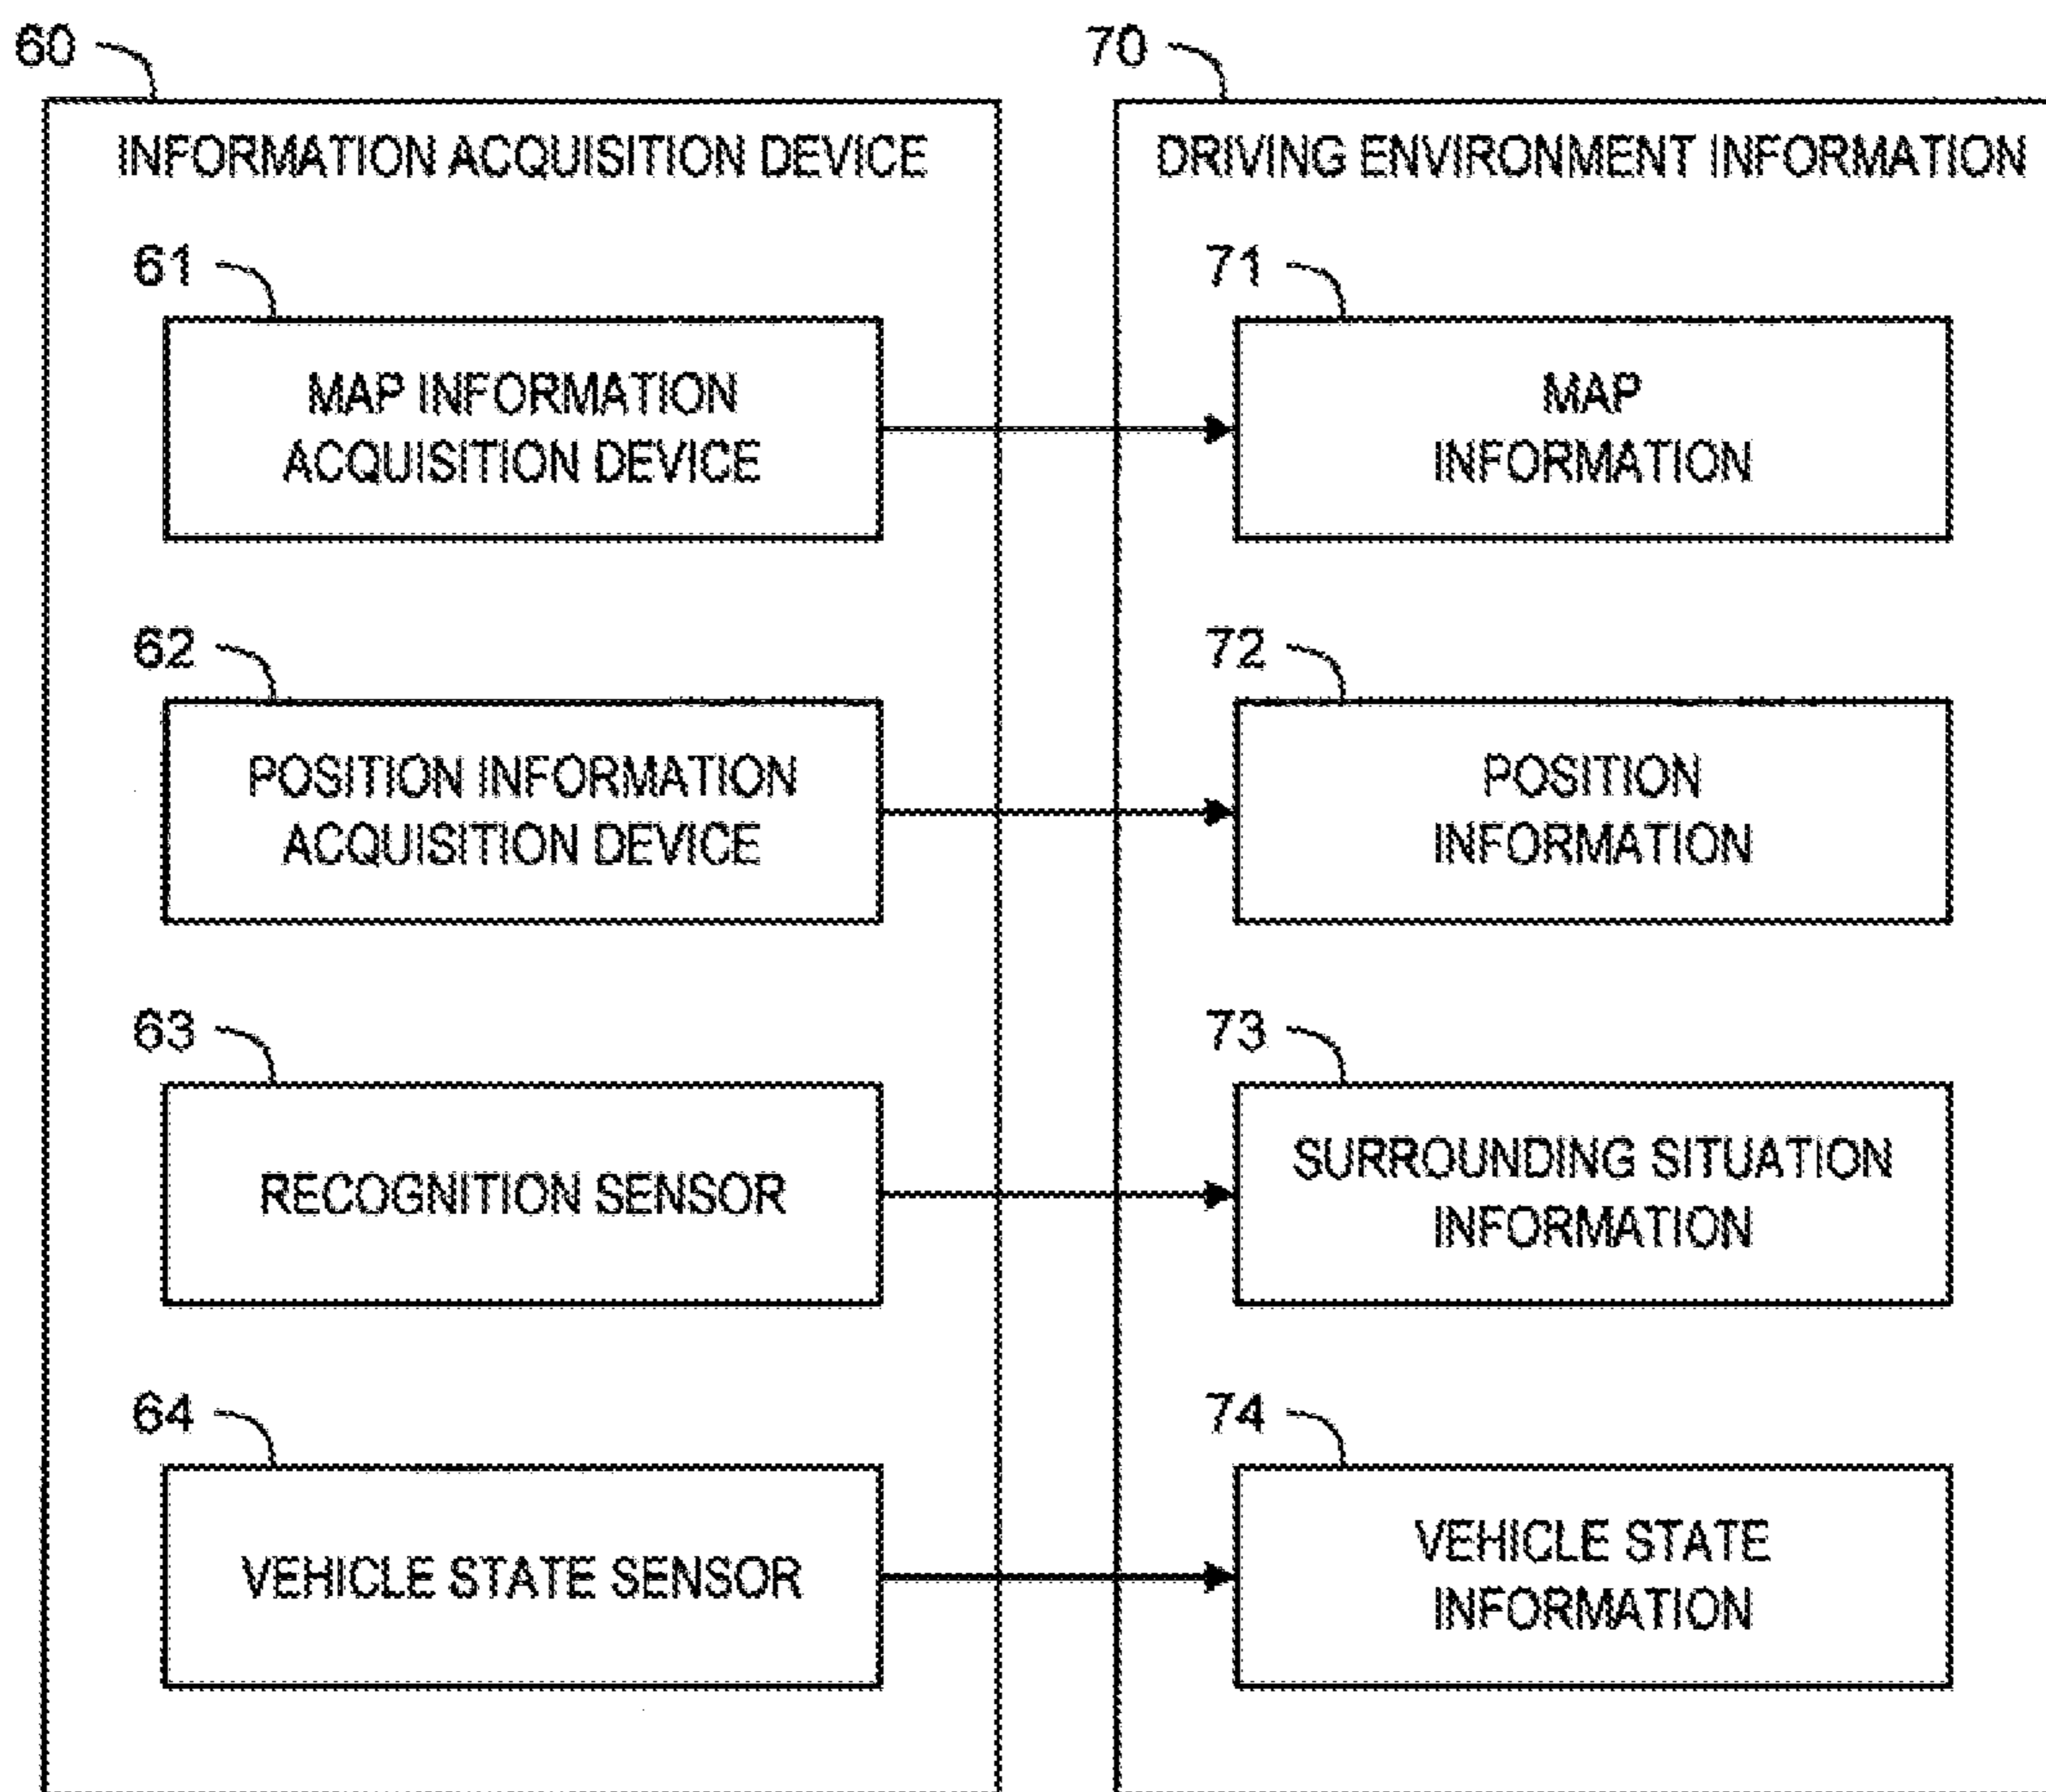 60
INFORMATION ACQUISITION DEVICE
61
MAP INFORMATION
ACQUISITION DEVICE
62
POSITION INFORMATION
ACQUISITION DEVICE
63
RECOGNITION SENSOR
64
VEHICLE STATE SENSOR
70
DRIVING ENVIRONMENT INFORMATION
71
MAP
INFORMATION
72
POSITION
INFORMATION
73
SURROUNDING SITUATION
INFORMATION
74
VEHICLE STATE
INFORMATION